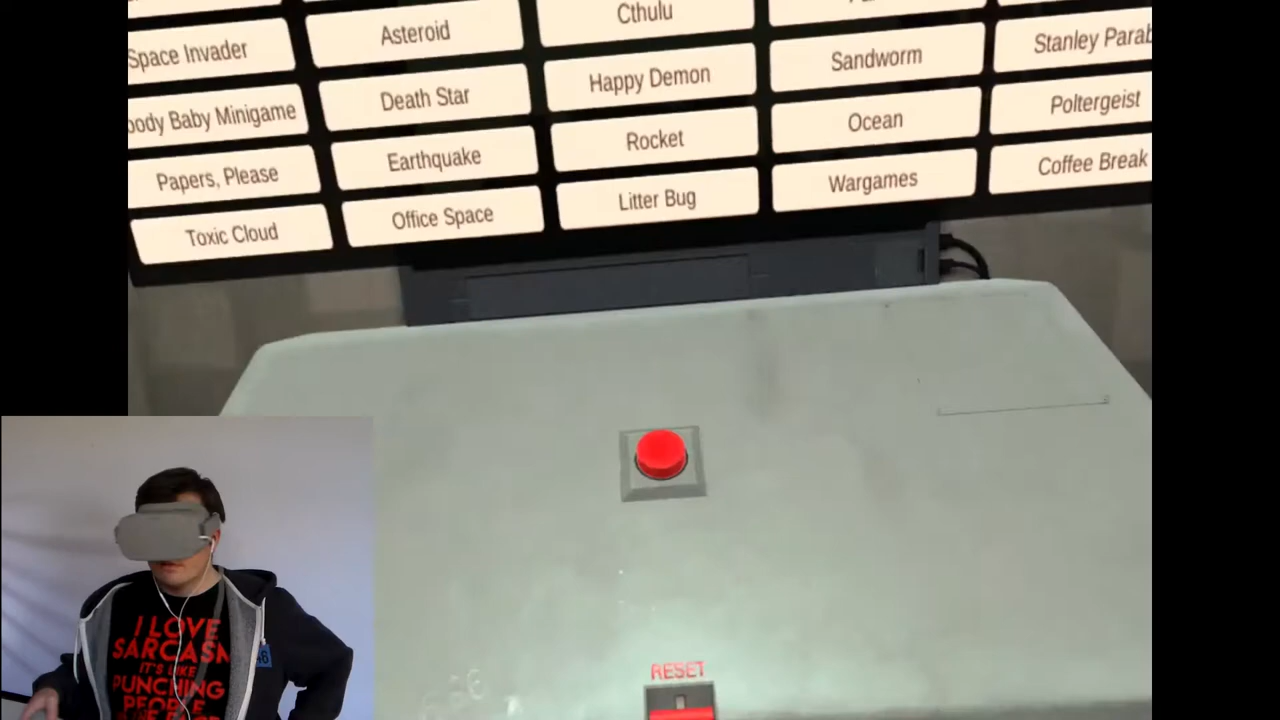 Cthulu
Space Invader
Asteroid
Happy Demon
Sandworm
Stanley Parab
oody Baby Minigame
Death Star
Rocket
Ocean
Poltergeist
Papers, Please
Earthquake
Litter Bug
Wargames
Coffee Break
Toxic Cloud
Office Space
RESET
I LOVE
SARCASM
IT'S LIKE
PUNCHING
PEOPLE